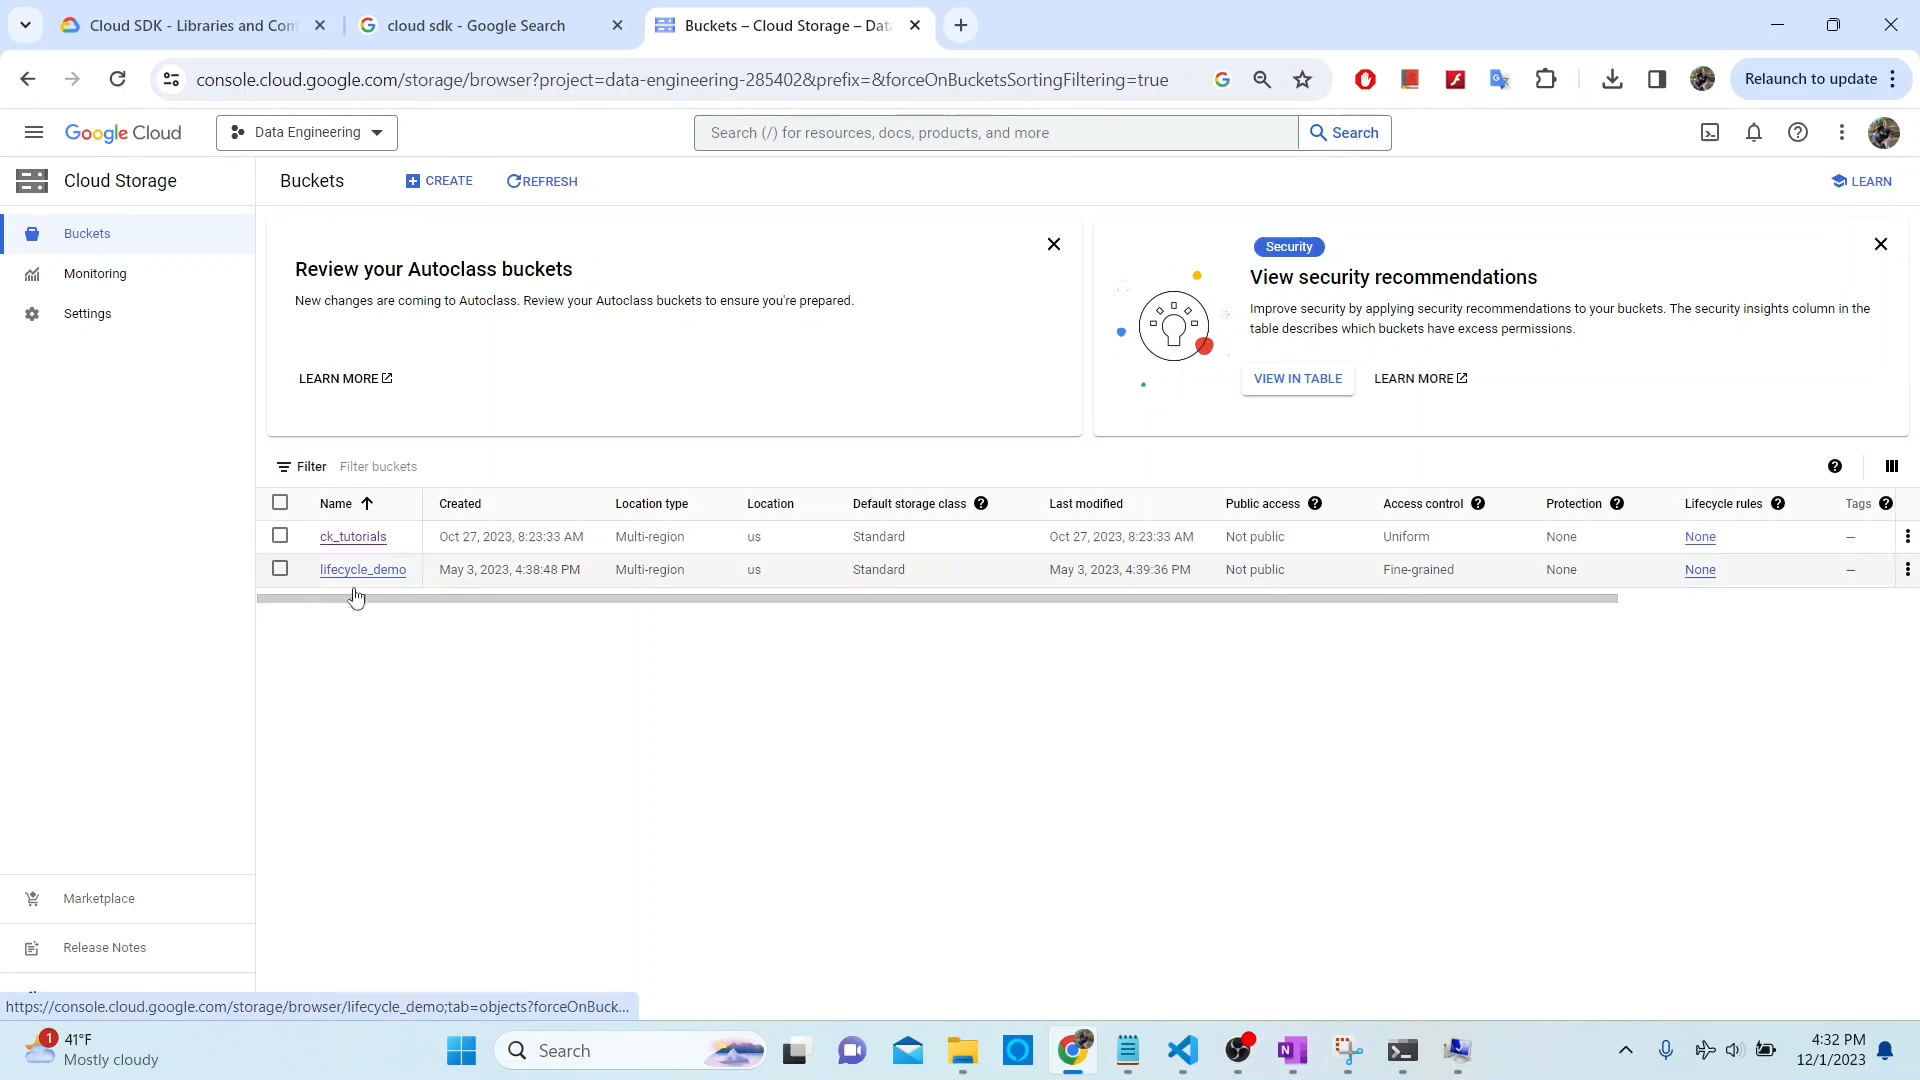 Cloud SDK - Libraries and Com
cloud sdk - Google Search
Buckets – Cloud Storage – Data
console.cloud.google.com/storage/browser?project=data-engineering-285402&prefix=&forceOnBucketsSortingFiltering=true
Relaunch to update
Google Cloud
Data Engineering
Search (/) for resources, docs, products, and more
Search
Cloud Storage
Buckets
CREATE
REFRESH
LEARN
Buckets
Monitoring
Settings
Review your Autoclass buckets
New changes are coming to Autoclass. Review your Autoclass buckets to ensure you're prepared.
LEARN MORE
Security
View security recommendations
Improve security by applying security recommendations to your buckets. The security insights column in the
table describes which buckets have excess permissions.
VIEW IN TABLE LEARN MORE
Filter Filter buckets
Name Created Location type Location Default storage class Last modified Public access Access control Protection Lifecycle rules Tags
ck_tutorials Oct 27, 2023, 8:23:33 AM Multi-region us Standard Oct 27, 2023, 8:23:33 AM Not public Uniform None None –
lifecycle_demo May 3, 2023, 4:38:48 PM Multi-region us Standard May 3, 2023, 4:39:36 PM Not public Fine-grained None None –
Marketplace
Release Notes
https://console.cloud.google.com/storage/browser/lifecycle_demo;tab=objects?forceOnBuck...
1
41°F
Mostly cloudy
Search
4:32 PM
12/1/2023